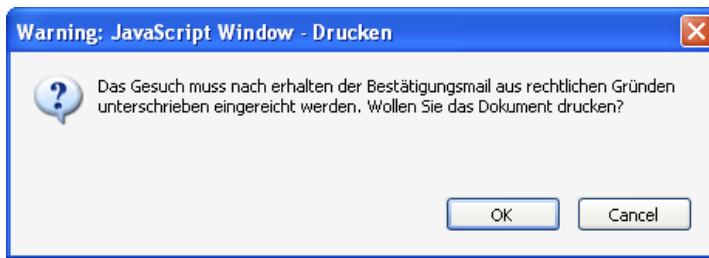 Warning: JavaScript Window - Drucken
Das Gesuch muss nach erhalten der Bestätigungsmail aus rechtlichen Gründen
unterschrieben eingereicht werden. Wollen Sie das Dokument drucken?
OK
Cancel